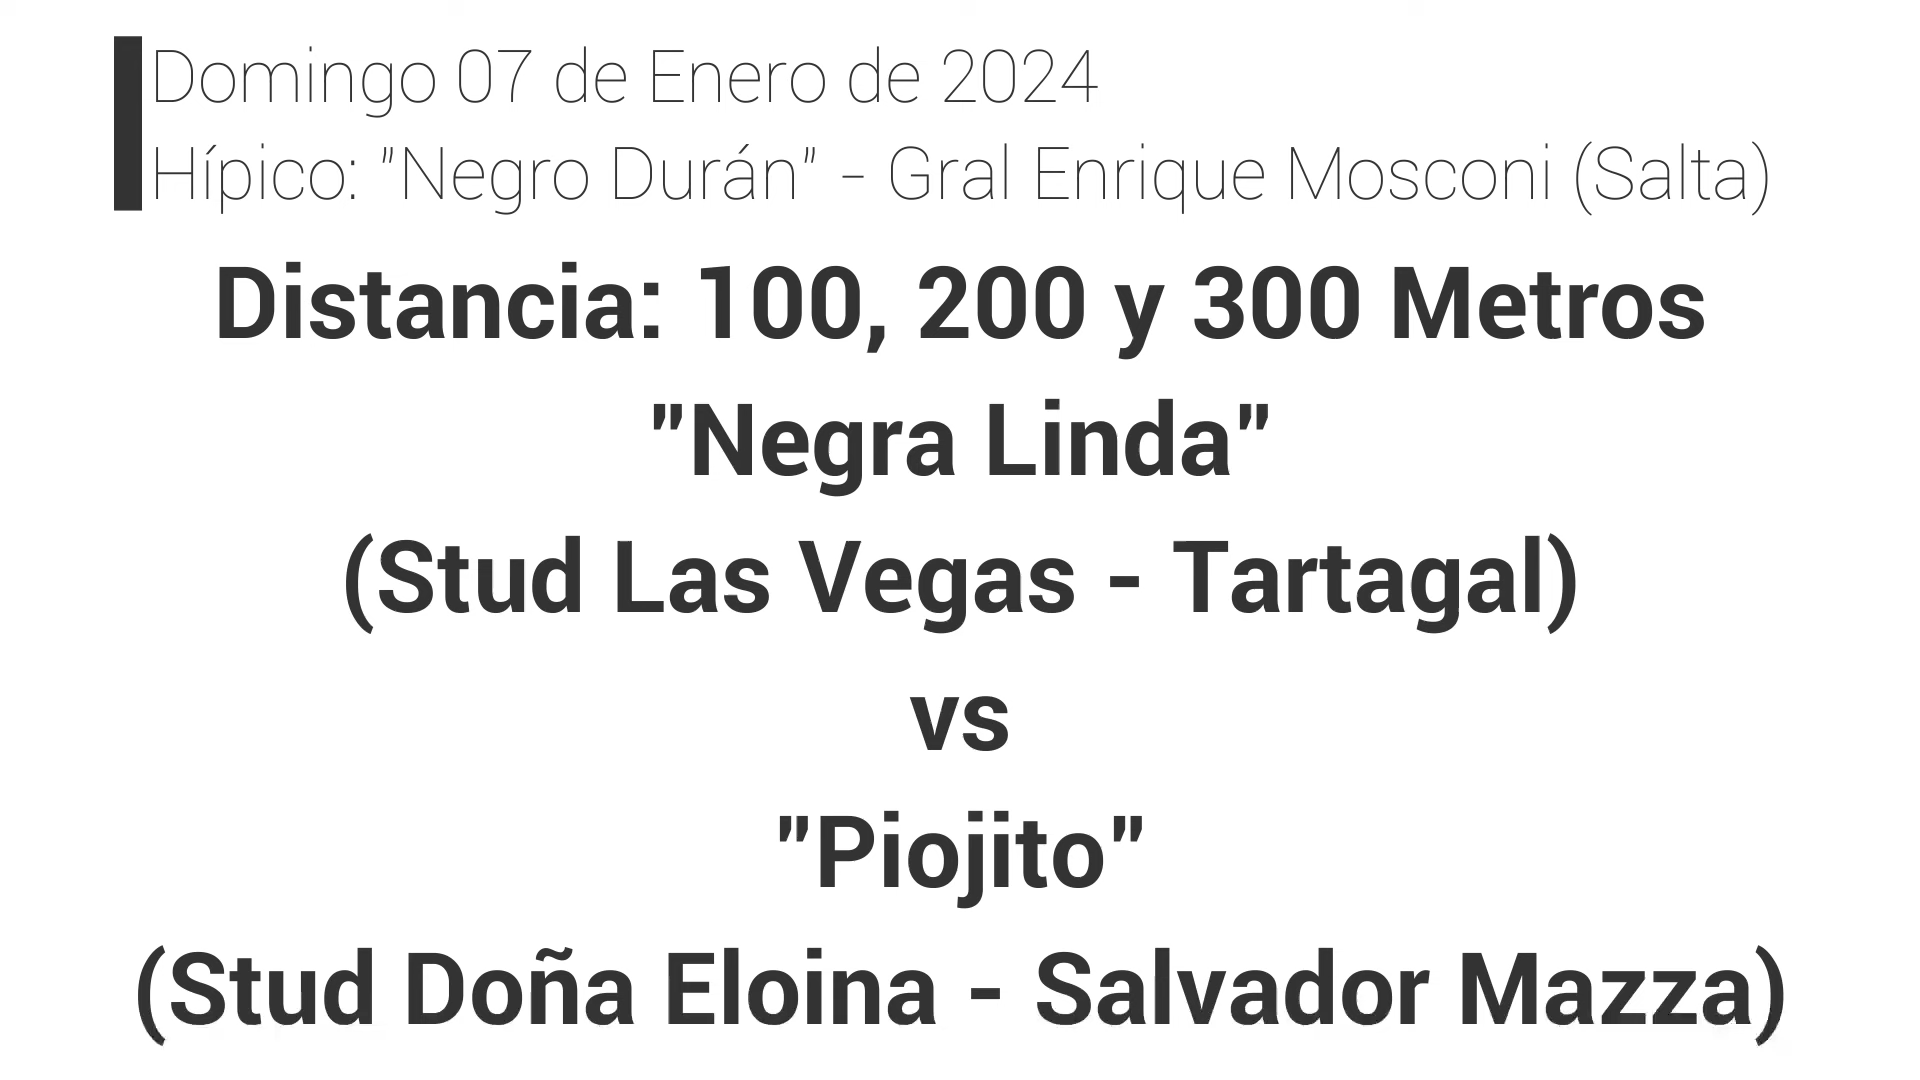 Domingo 07 de Enero de 2024
Hípico: "Negro Durán" - Gral Enrique Mosconi (Salta)
Distancia: 100, 200 y 300 Metros
"Negra Linda"
(Stud Las Vegas - Tartagal)
vs
"Piojito"
(Stud Doña Eloina - Salvador Mazza)